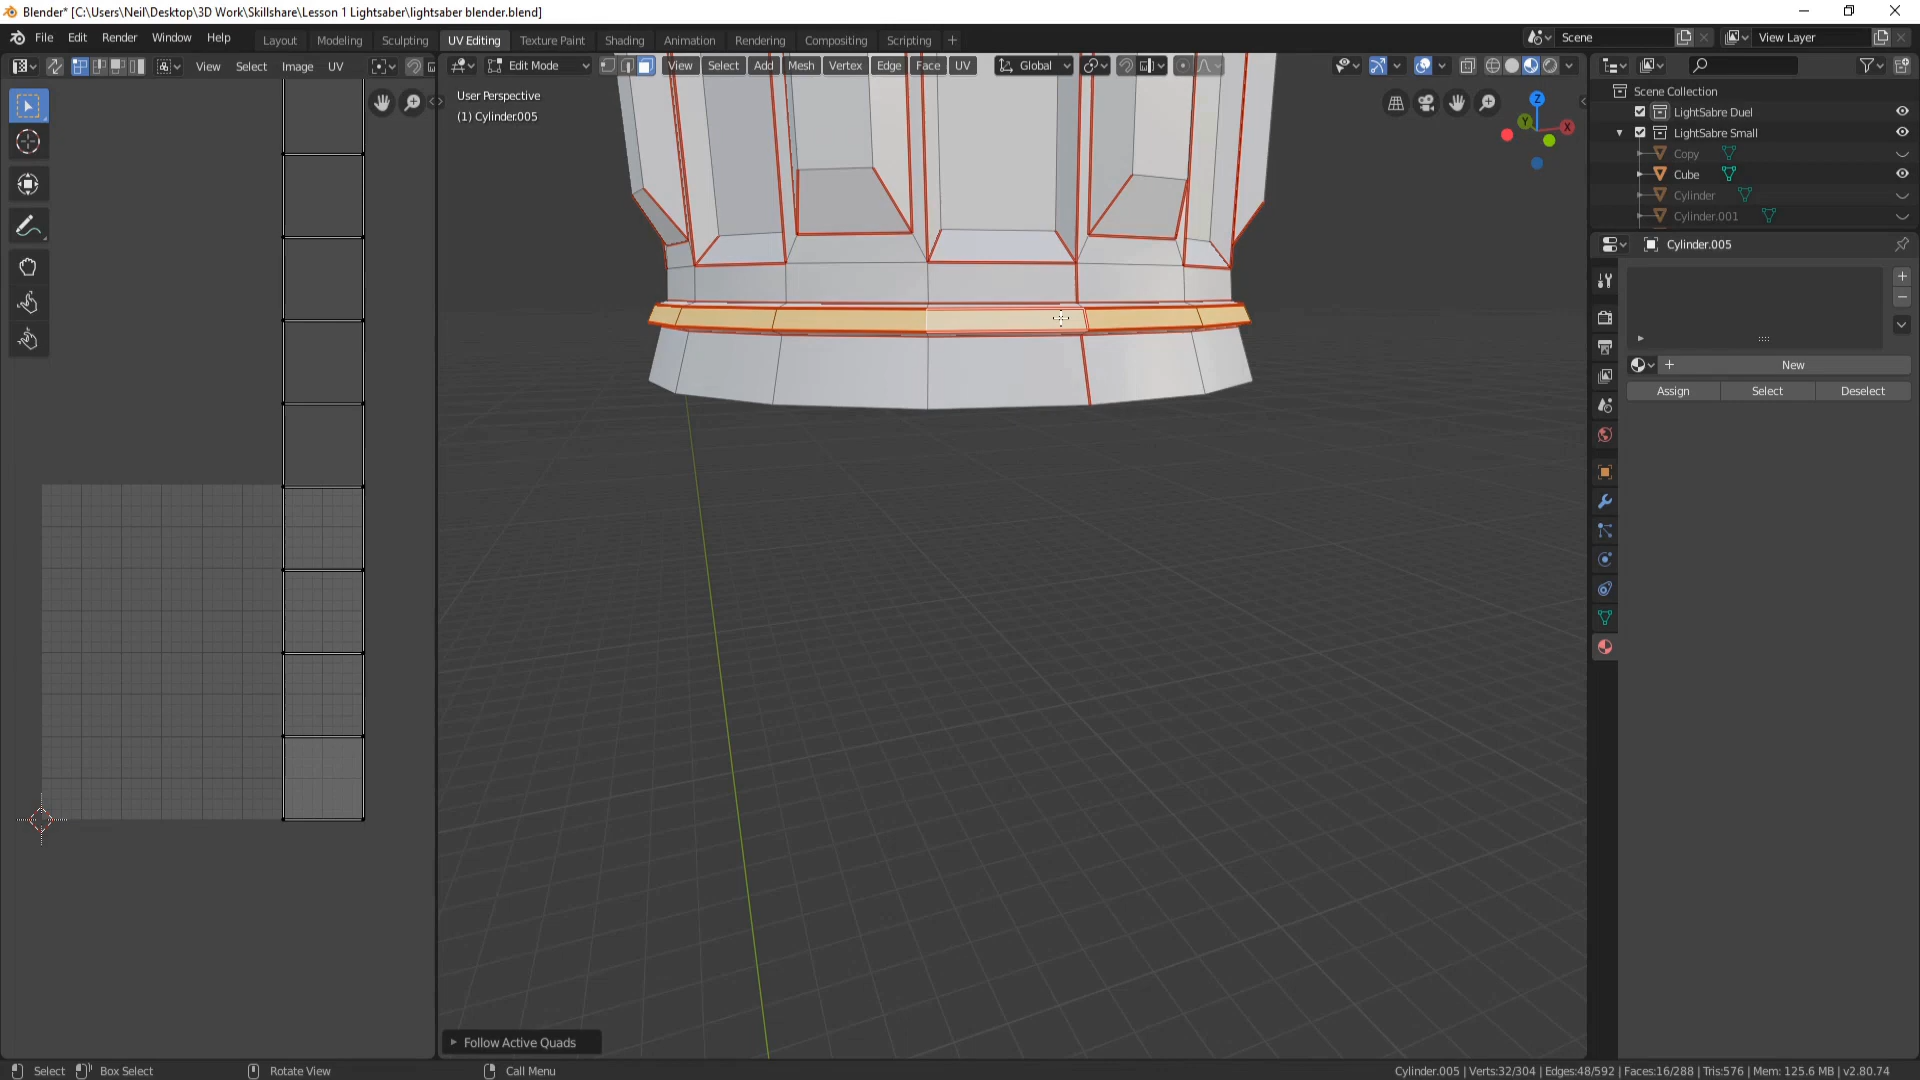 Blender* [C:\Users\Neil\Desktop\3D Work\Skillshare\Lesson 1 Lightsaber\lightsaber blender.blend]
File Edit Render Window Help
Layout Modeling Sculpting UV Editing Texture Paint Shading Animation Rendering Compositing Scripting +
Scene
View Layer
View Select Image UV
Edit Mode
View Select Add Mesh Vertex Edge Face UV
Global
User Perspective
(1) Cylinder.005
Z
Y
X
Scene Collection
LightSabre Duel
LightSabre Small
Copy
Cube
Cylinder
Cylinder.001
Cylinder.005
New
Assign Select Deselect
Follow Active Quads
Select Box Select Rotate View Call Menu
Cylinder.005 | Verts:32/304 | Edges:48/592 | Faces:16/288 | Tris:576 | Mem: 125.6 MB | v2.80.74